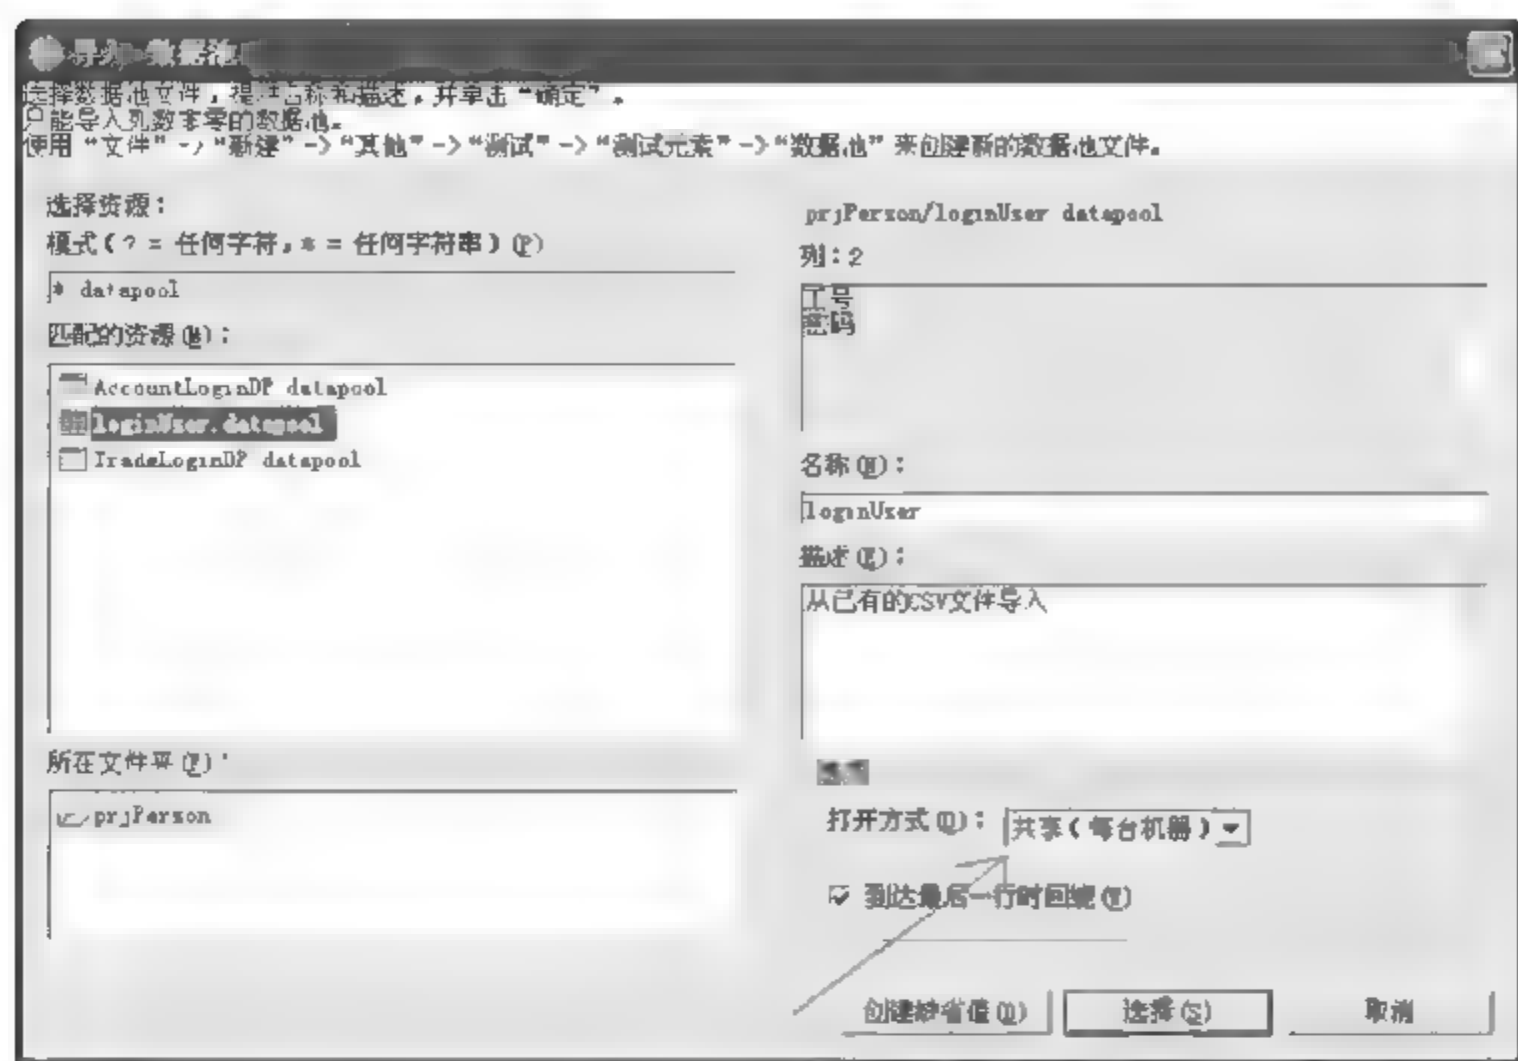 导入数据池
选择数据池文件，提供名称和描述，并单击“确定”。
只能导入列数非零的数据池。
使用“文件”->“新建”->“其他”->“测试”->“测试元素”->“数据池”来创建新的数据池文件。
选择资源：
模式(? = 任何字符，* = 任何字符串)(P)
* datapool
匹配的资源(M)：
AccountLoginDP datapool
loginUser.datapool
TradeLoginDP datapool
所在文件夹(F)：
prjPerson
prjPerson/loginUser datapool
列：2
工号
密码
名称(N)：
loginUser
描述(E)：
从已有的CSV文件导入
打开方式(O)：共享(每台机器)
到达最后一行时回绕(W)
创建缺省值(D)
选择(S)
取消